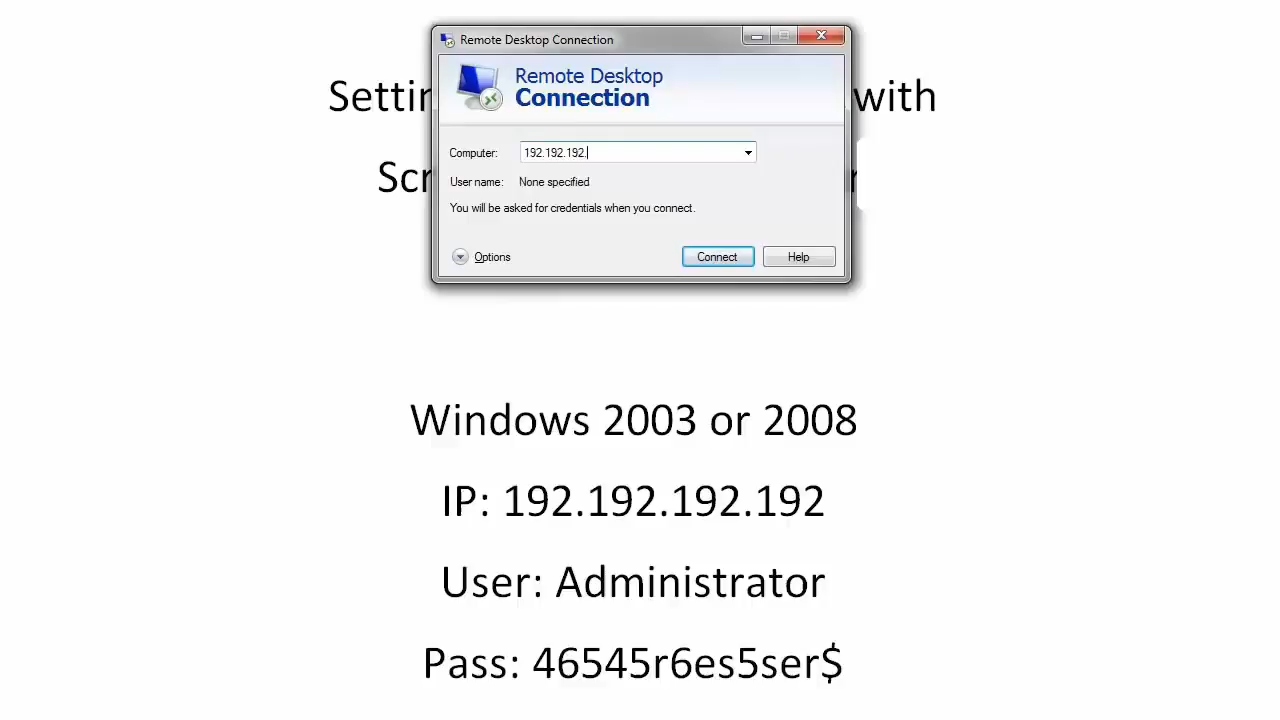 Remote Desktop Connection
Remote Desktop
Connection
with
Computer: 192.192.192.
User name: None specified
You will be asked for credentials when you connect.
Options Connect Help
Windows 2003 or 2008
IP: 192.192.192.192
User: Administrator
Pass: 46545r6es5ser$